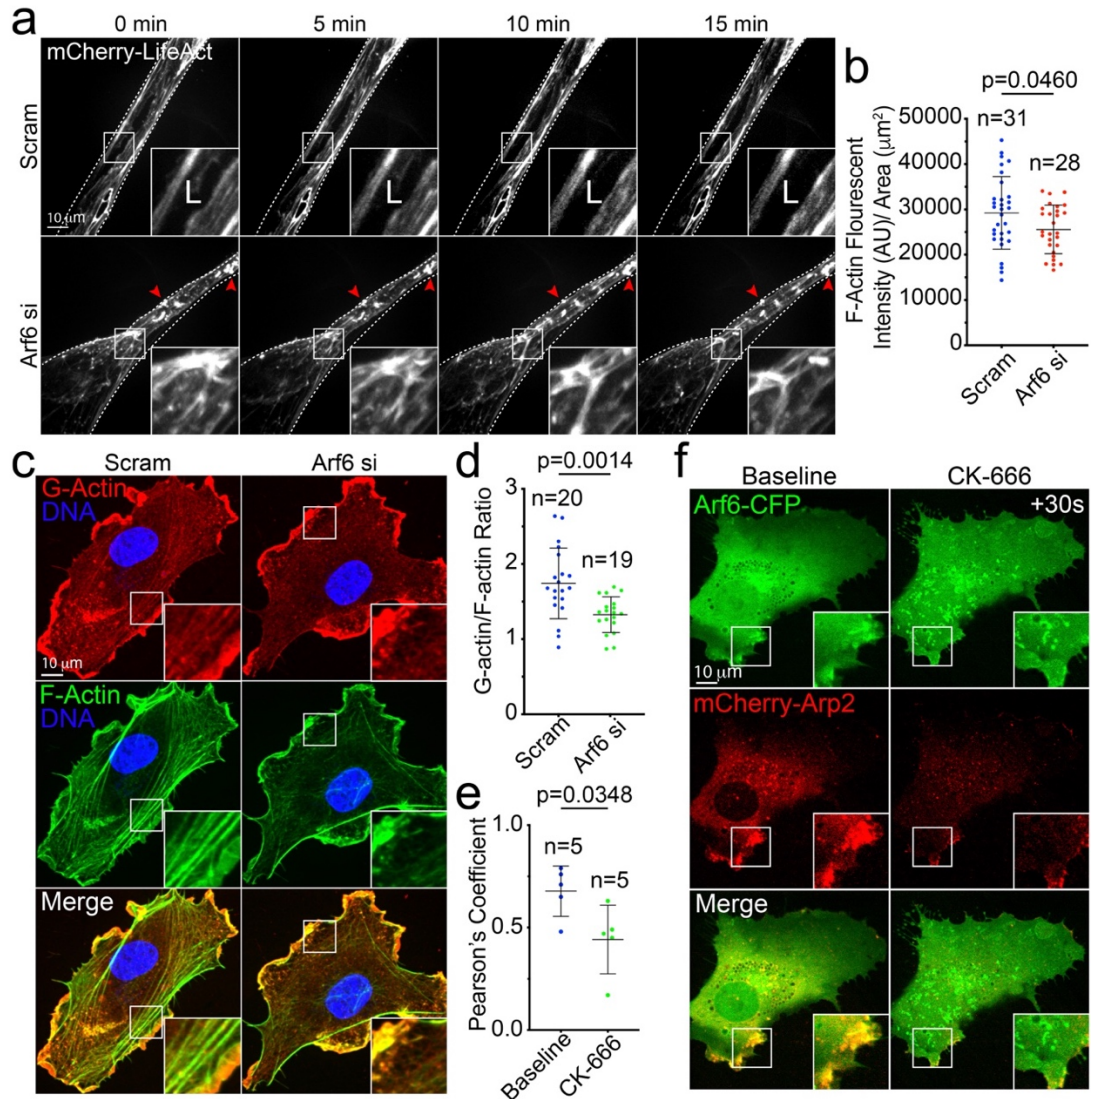 a
0 min 5 min 10 min 15 min
mCherry-LifeAct
Scram
L L L L
10 μm
Arf6 si
b
p=0.0460
n=31
n=28
F-Actin Flourescent
Intensity (AU)/ Area (μm²)
50000
40000
30000
20000
10000
0
Scram
Arf6 si
c
Scram Arf6 si
G-Actin
DNA
10 μm
F-Actin
DNA
Merge
d
p=0.0014
n=20
n=19
G-actin/F-actin Ratio
3
2
1
0
Scram
Arf6 si
e
p=0.0348
n=5
n=5
Pearson's Coefficient
1.0
0.5
0.0
Baseline
CK-666
f
Baseline CK-666
Arf6-CFP
+30s
10 μm
mCherry-Arp2
Merge